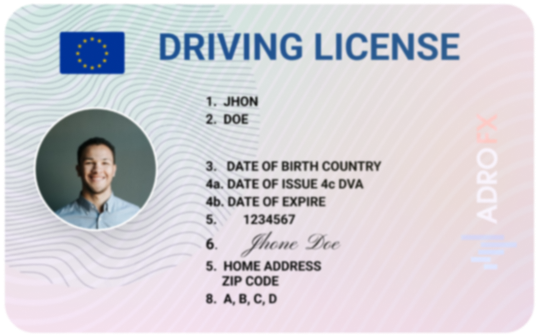 DRIVING LICENSE
1. JHON
2. DOE
3. DATE OF BIRTH COUNTRY
4a. DATE OF ISSUE 4c DVA
4b. DATE OF EXPIRE
5. 1234567
6. Jhone Doe
5. HOME ADDRESS
ZIP CODE
8. A, B, C, D
ADROFX